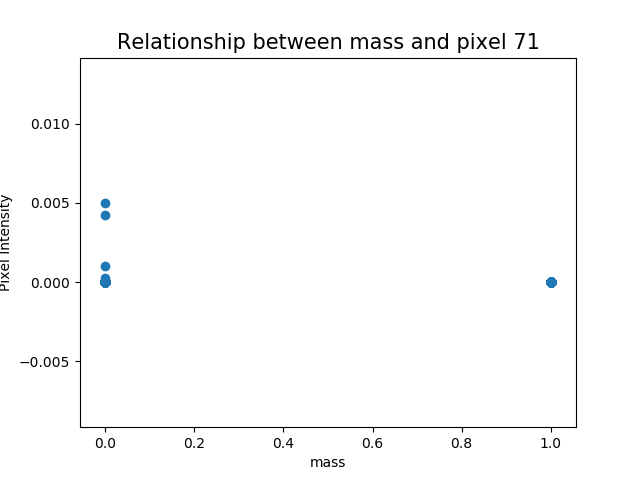 Relationship between mass and pixel 71
0.010
0.005
0.000
−0.005
Pixel Intensity
0.0 0.2 0.4 0.6 0.8 1.0
mass